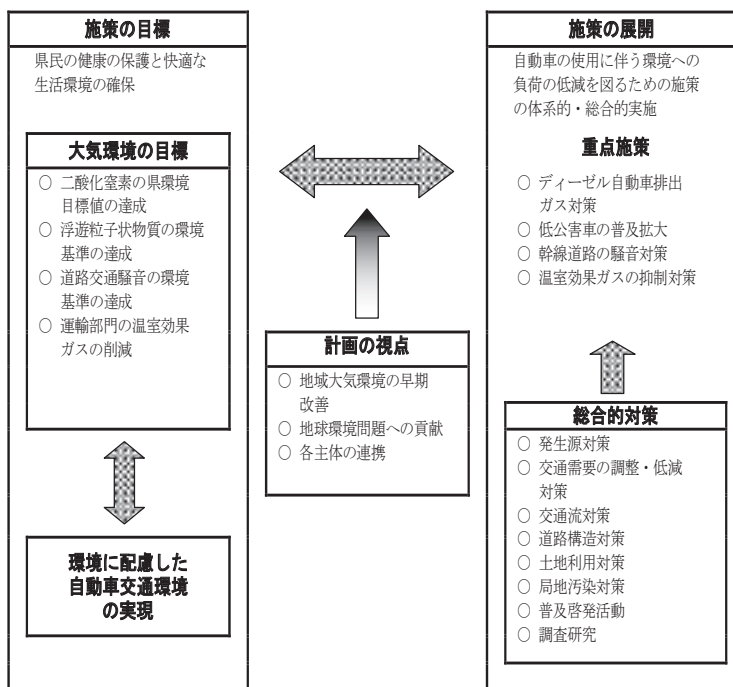 施策の目標
県民の健康の保護と快適な
生活環境の確保
大気環境の目標
○ 二酸化窒素の県環境
目標値の達成
○ 浮遊粒子状物質の環境
基準の達成
○ 道路交通騒音の環境
基準の達成
○ 運輸部門の温室効果
ガスの削減
環境に配慮した
自動車交通環境
の実現
計画の視点
○ 地域大気環境の早期
改善
○ 地球環境問題への貢献
○ 各主体の連携
施策の展開
自動車の使用に伴う環境への
負荷の低減を図るための施策
の体系的・総合的実施
重点施策
○ ディーゼル自動車排出
ガス対策
○ 低公害車の普及拡大
○ 幹線道路の騒音対策
○ 温室効果ガスの抑制対策
総合的対策
○ 発生源対策
○ 交通需要の調整・低減
対策
○ 交通流対策
○ 道路構造対策
○ 土地利用対策
○ 局地汚染対策
○ 普及啓発活動
○ 調査研究